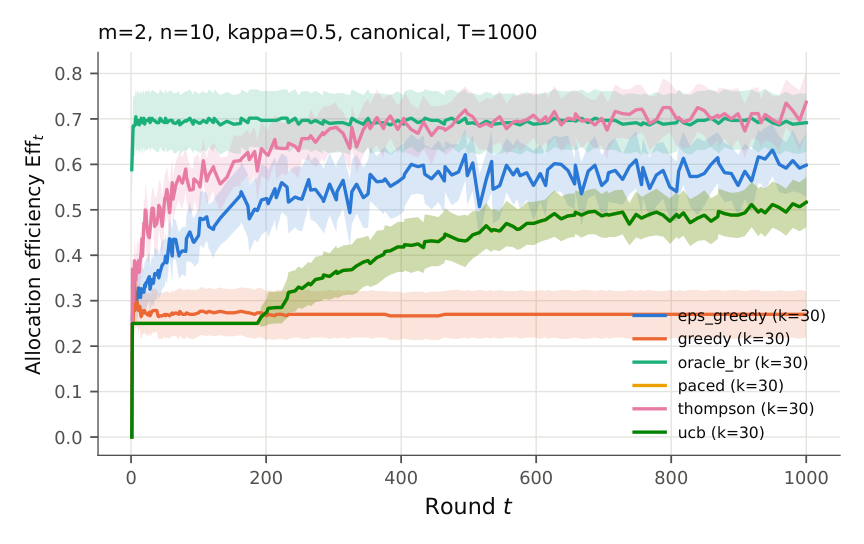 m=2, n=10, kappa=0.5, canonical, T=1000
Allocation efficiency Eff_t
0.8
0.7
0.6
0.5
0.4
0.3
0.2
0.1
0.0
eps_greedy (k=30)
greedy (k=30)
oracle_br (k=30)
paced (k=30)
thompson (k=30)
ucb (k=30)
0 200 400 600 800 1000
Round t